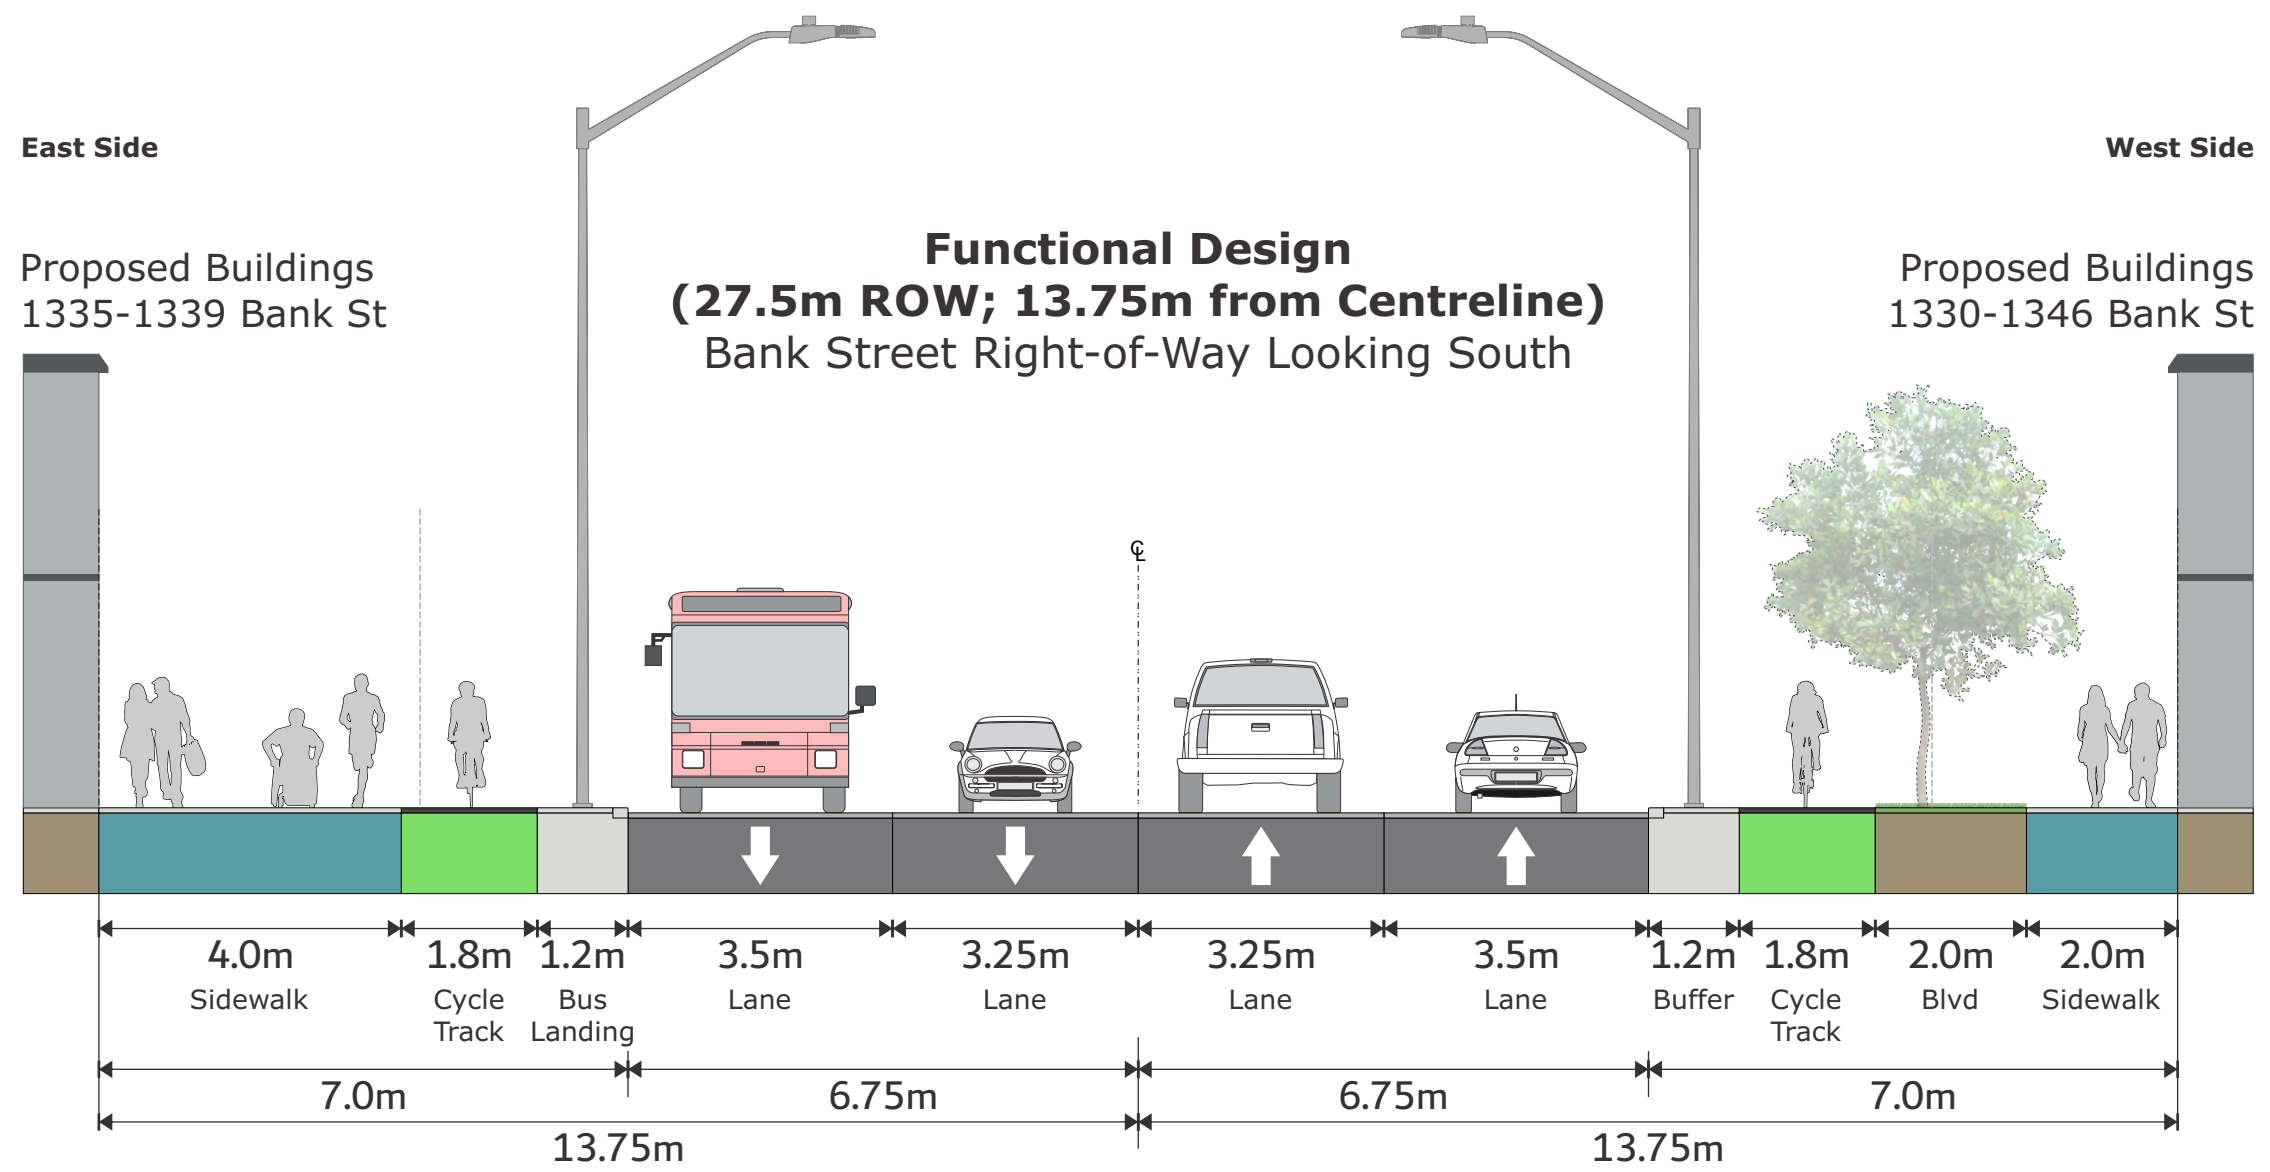 East Side
West Side
Functional Design
(27.5m ROW; 13.75m from Centreline)
Bank Street Right-of-Way Looking South
Proposed Buildings
1335-1339 Bank St
Proposed Buildings
1330-1346 Bank St
℄
4.0m
Sidewalk
1.8m
Cycle
Track
1.2m
Bus
Landing
3.5m
Lane
3.25m
Lane
3.25m
Lane
3.5m
Lane
1.2m
Buffer
1.8m
Cycle
Track
2.0m
Blvd
2.0m
Sidewalk
7.0m
6.75m
6.75m
7.0m
13.75m
13.75m